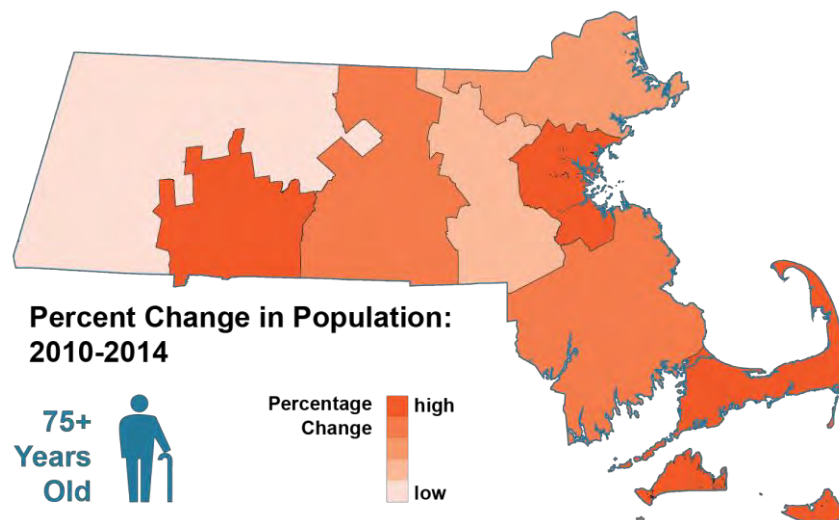 Percent Change in Population:
2010-2014
75+
Years
Old
Percentage
Change
high
low